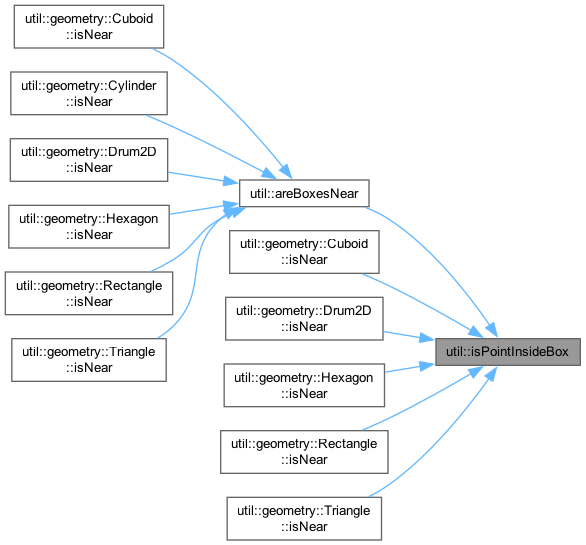 util::geometry::Cuboid
::isNear
util::geometry::Cylinder
::isNear
util::geometry::Drum2D
::isNear
util::geometry::Hexagon
::isNear
util::geometry::Rectangle
::isNear
util::geometry::Triangle
::isNear
util::areBoxesNear
util::geometry::Cuboid
::isNear
util::geometry::Drum2D
::isNear
util::geometry::Hexagon
::isNear
util::geometry::Rectangle
::isNear
util::geometry::Triangle
::isNear
util::isPointInsideBox